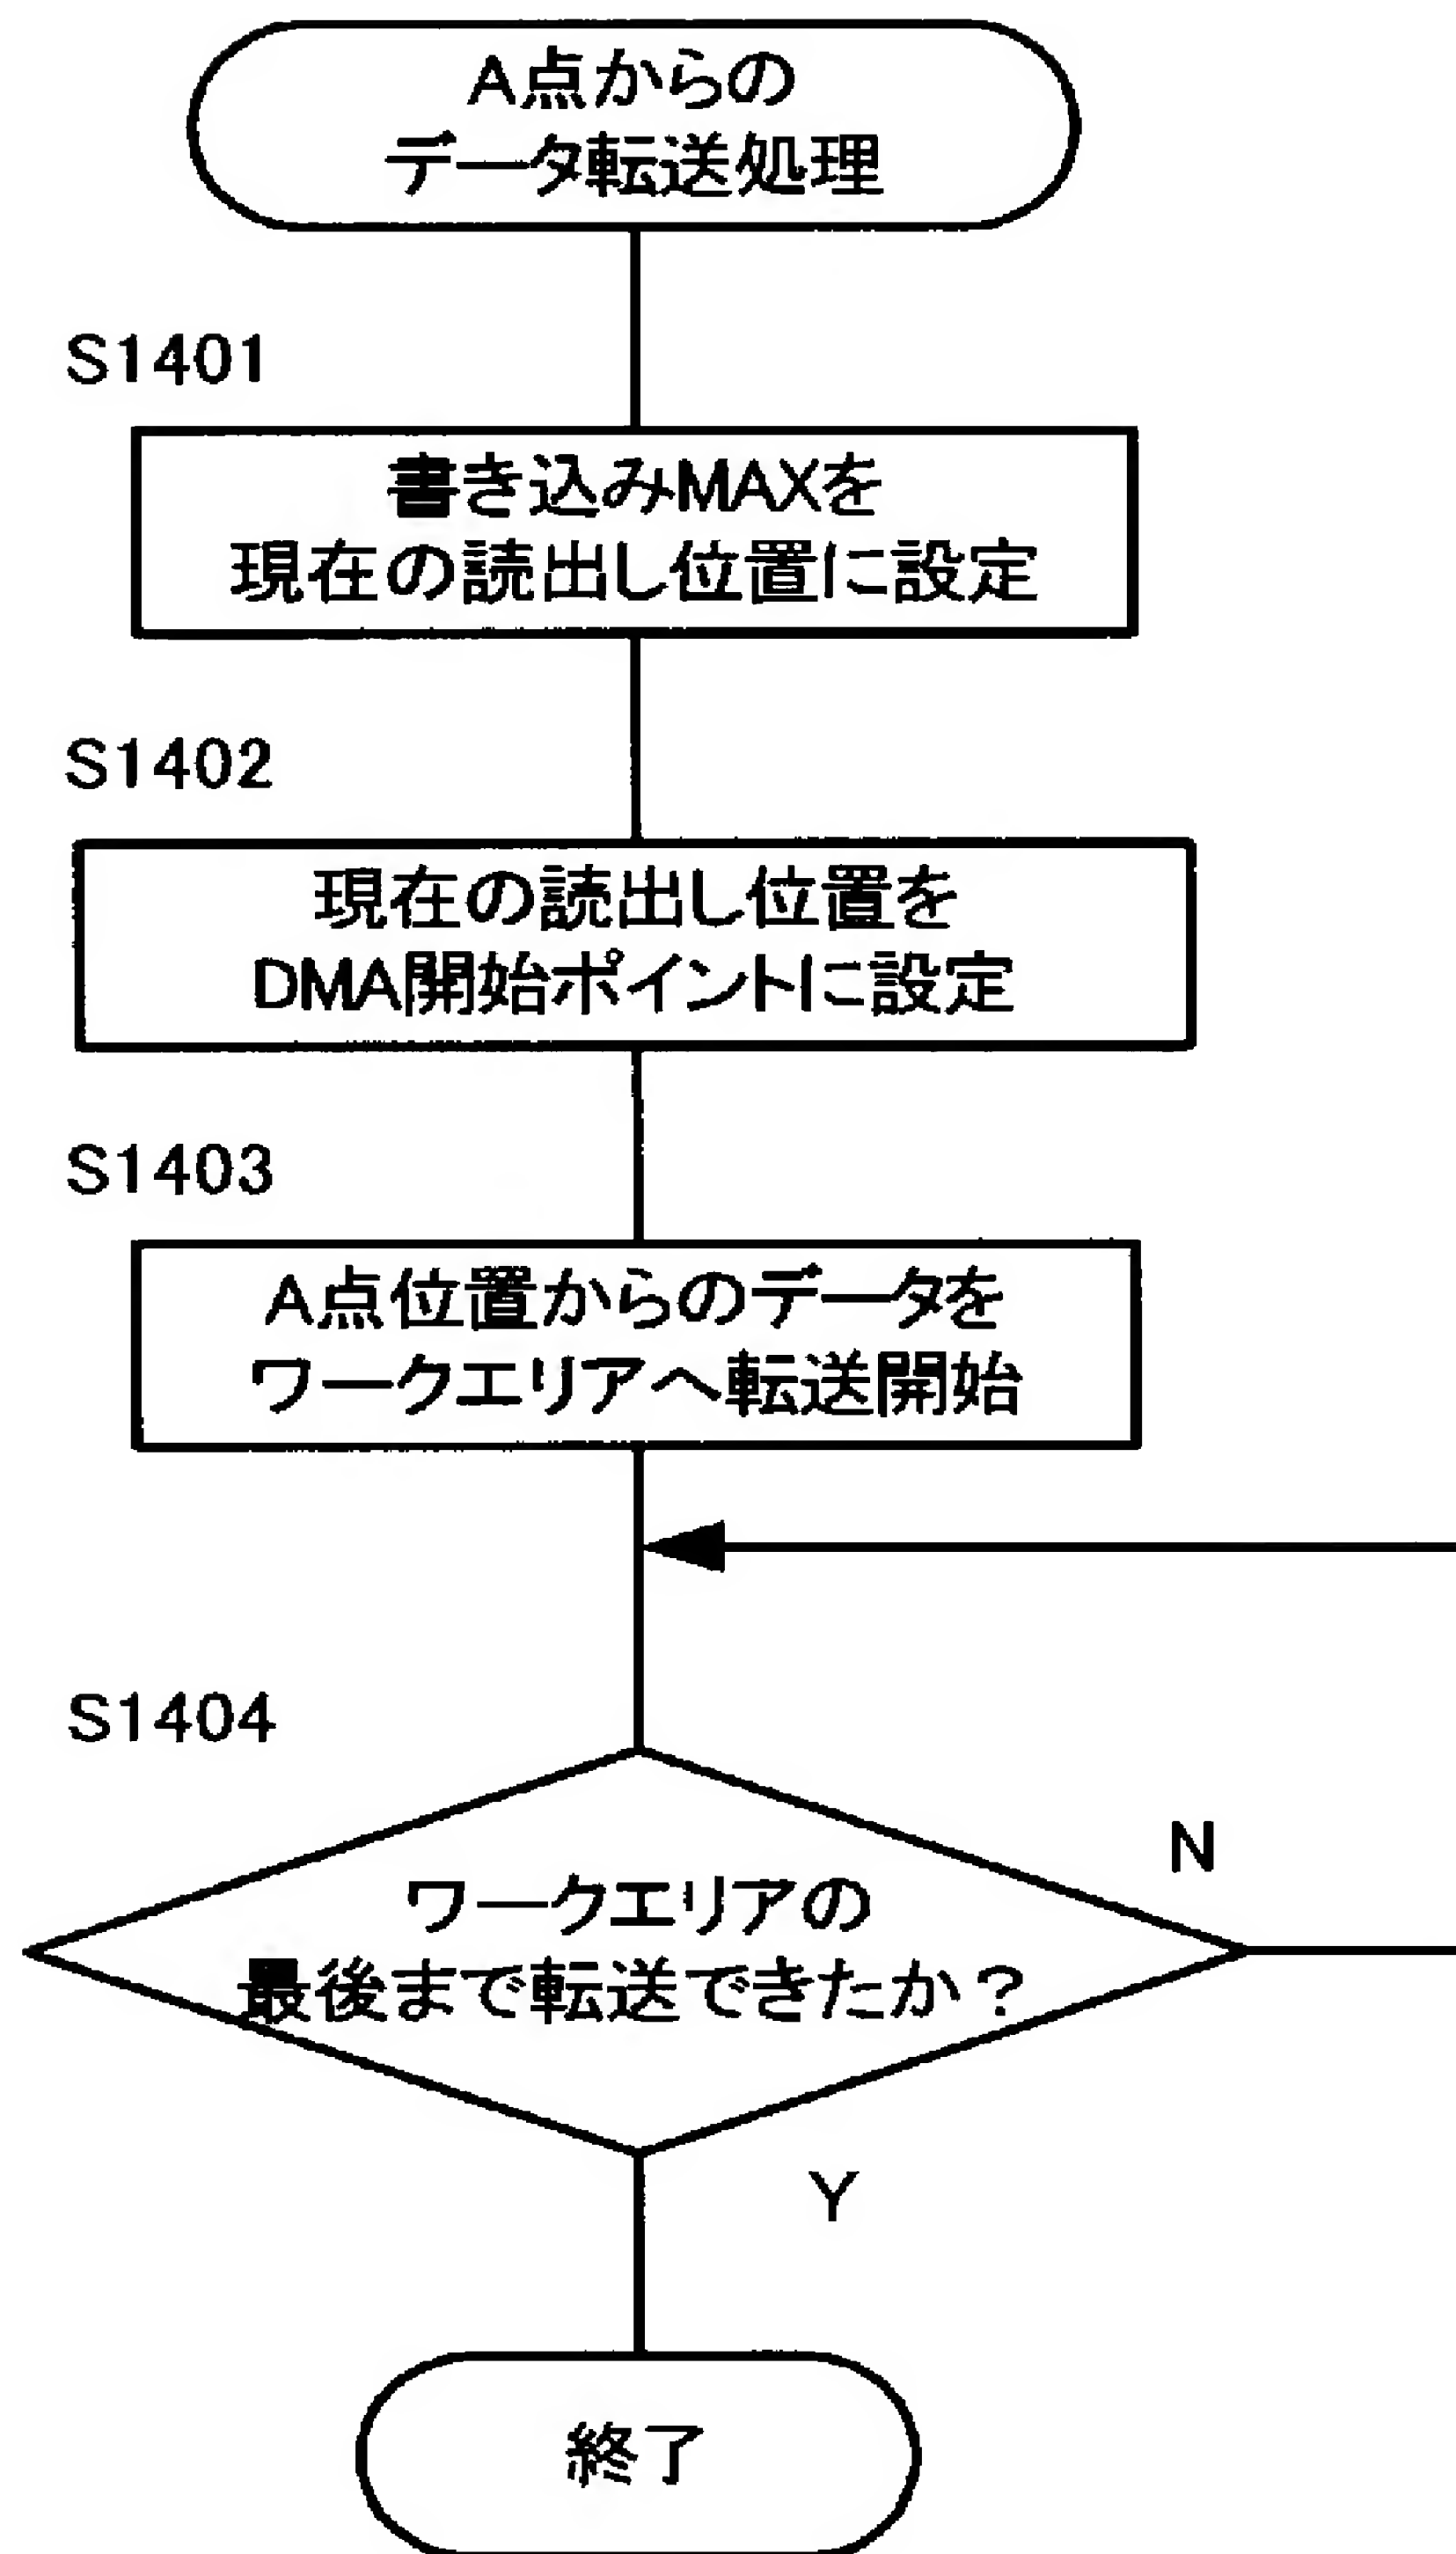 A点からの
データ転送処理
S1401
書き込みMAXを
現在の読出し位置に設定
S1402
現在の読出し位置を
DMA開始ポイントに設定
S1403
A点位置からのデータを
ワークエリアへ転送開始
S1404
N
ワークエリアの
最後まで転送できたか？
Y
終了